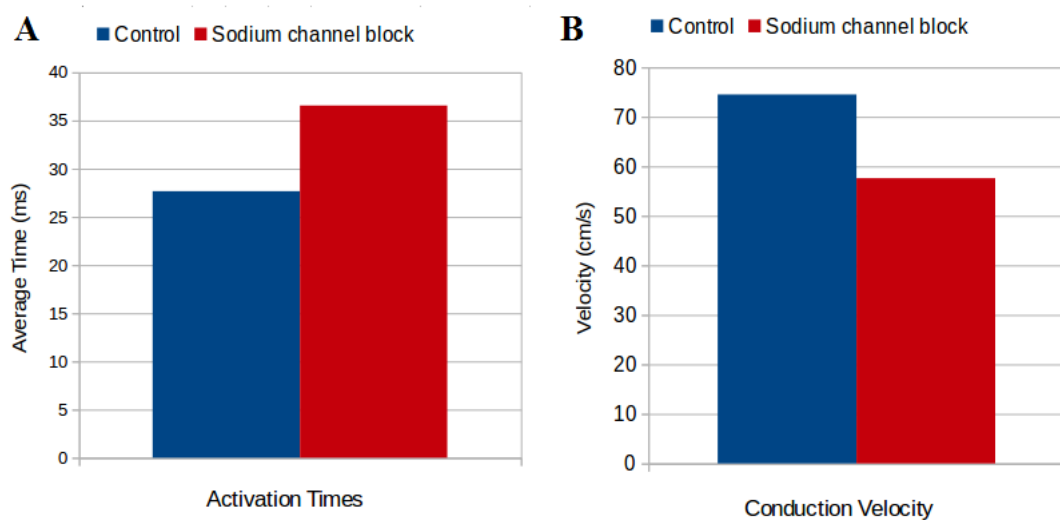 A
Control Sodium channel block
40
35
30
25
20
15
10
5
0
Average Time (ms)
Activation Times
B
Control Sodium channel block
80
70
60
50
40
30
20
10
0
Velocity (cm/s)
Conduction Velocity